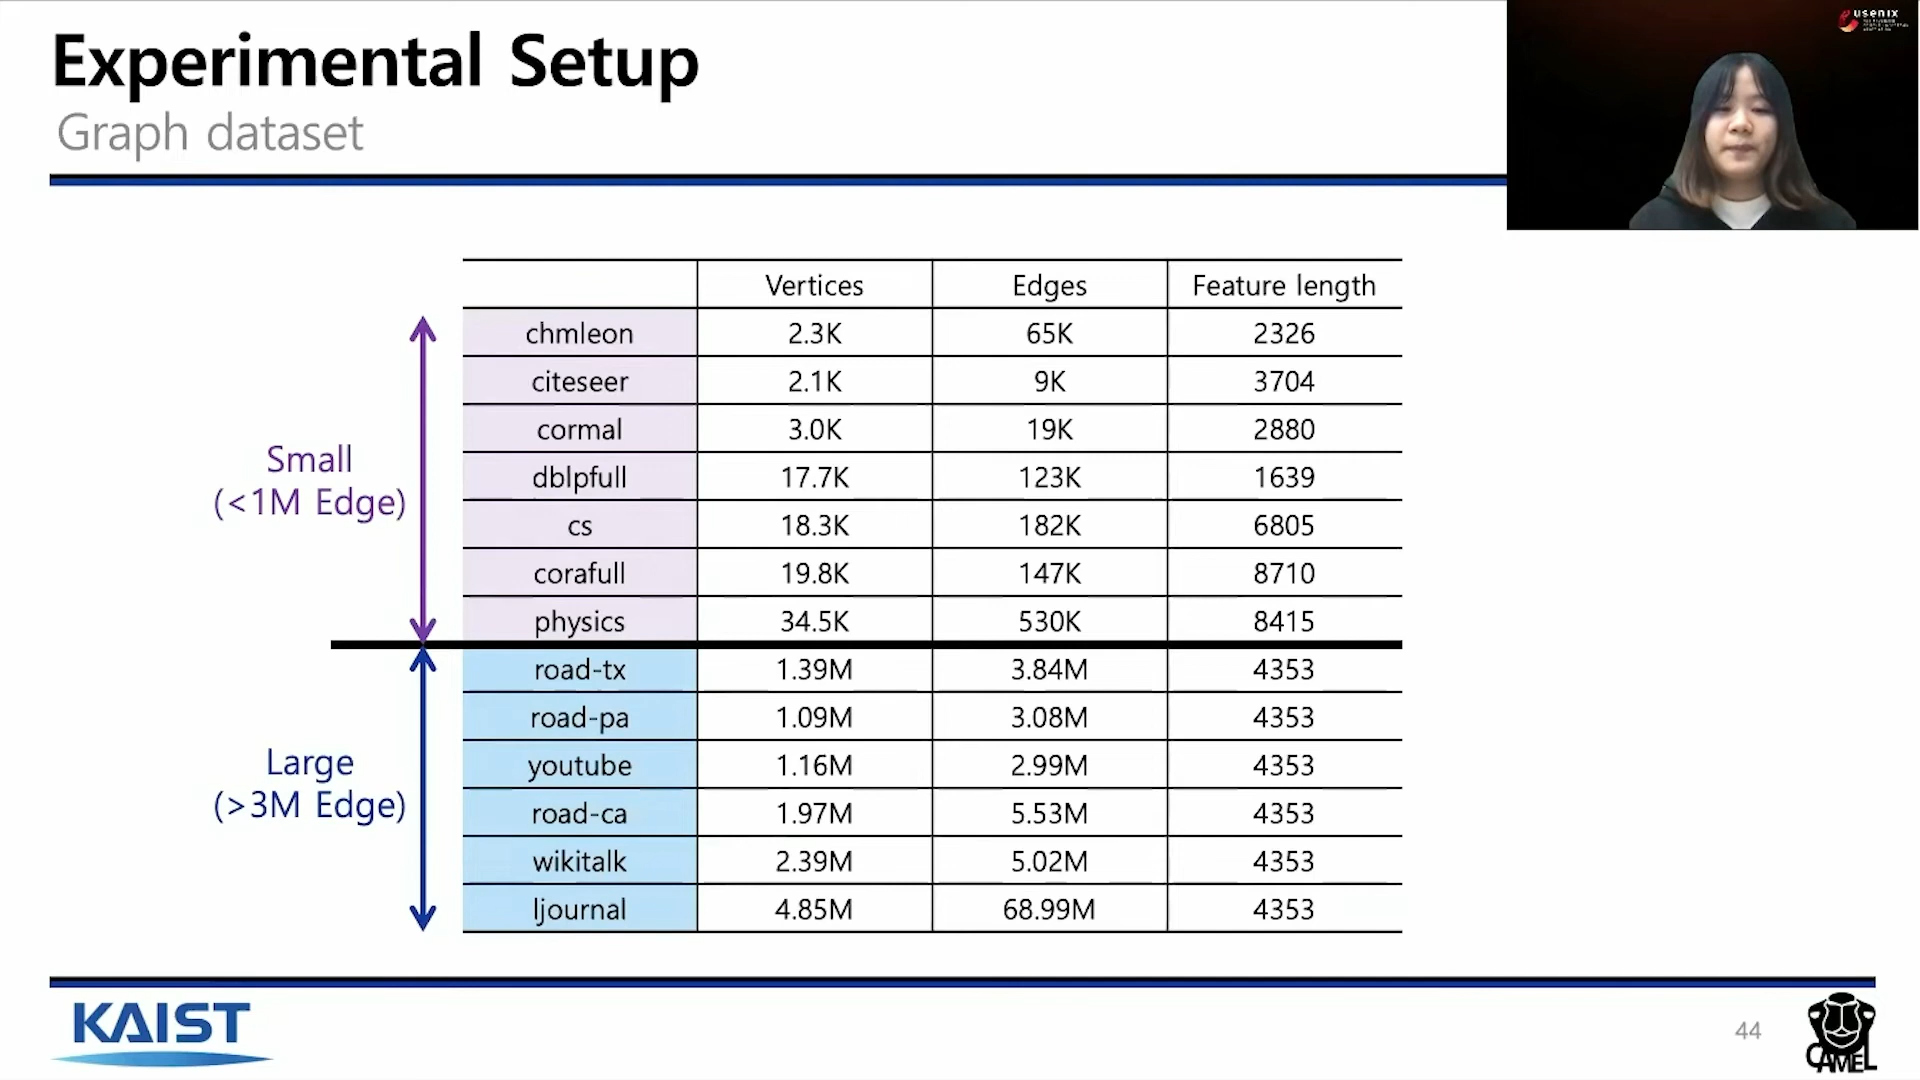 Experimental Setup
Graph dataset
usenix
Vertices Edges Feature length
chmleon 2.3K 65K 2326
citeseer 2.1K 9K 3704
cormal 3.0K 19K 2880
dblpfull 17.7K 123K 1639
cs 18.3K 182K 6805
corafull 19.8K 147K 8710
physics 34.5K 530K 8415
road-tx 1.39M 3.84M 4353
road-pa 1.09M 3.08M 4353
youtube 1.16M 2.99M 4353
road-ca 1.97M 5.53M 4353
wikitalk 2.39M 5.02M 4353
ljournal 4.85M 68.99M 4353
Small
(<1M Edge)
Large
(>3M Edge)
KAIST
44
CAMEL